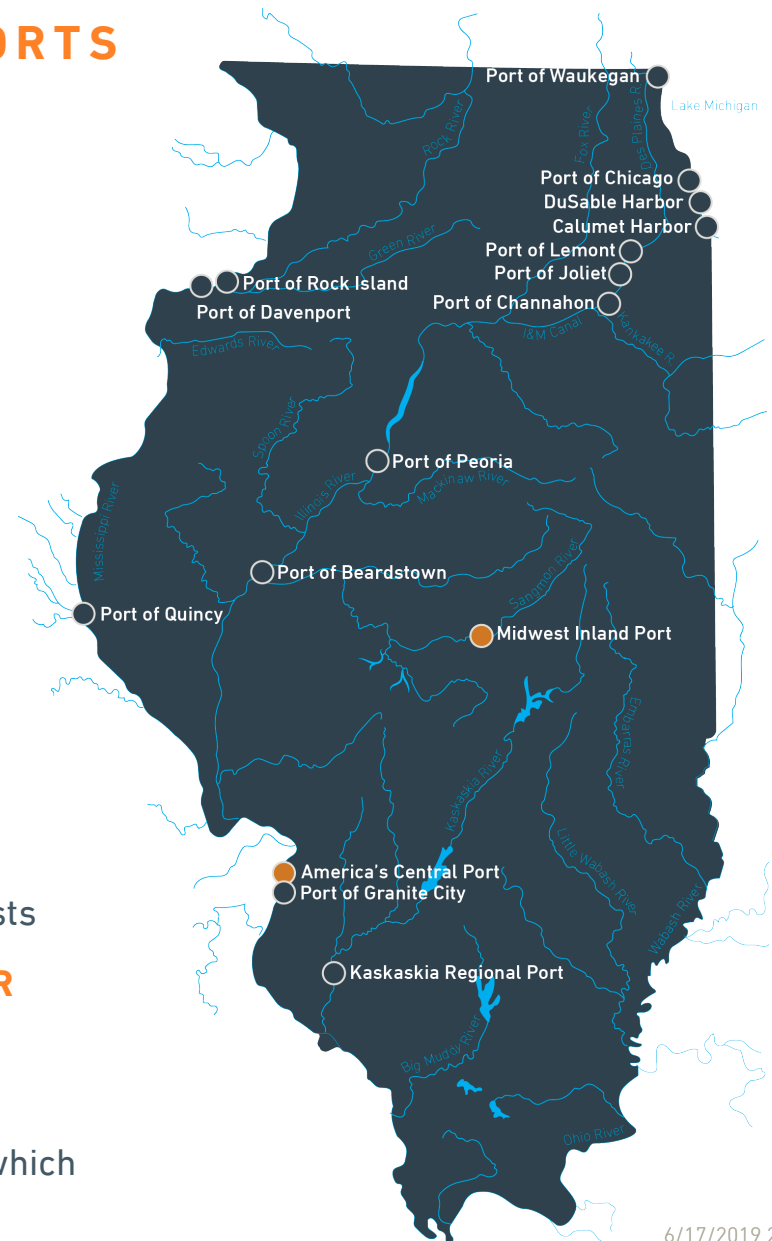 ORTS
Port of Waukegan
Lake Michigan
Rock River
Fox River
Des Plaines R
Port of Chicago
DuSable Harbor
Calumet Harbor
Green River
Port of Lemont
Port of Joliet
Port of Rock Island
Port of Channahon
Port of Davenport
I&M Canal
Kankakee R
Edwards River
Spoon River
Port of Peoria
Illinois River
Mackinaw River
Mississippi River
Port of Beardstown
Sangmon River
Port of Quincy
Midwest Inland Port
Embarras River
Kaskaskia River
Little Wabash River
America's Central Port
Port of Granite City
sts
Wabash River
R
Kaskaskia Regional Port
Big Muddy River
Ohio River
which
6/17/2019 2